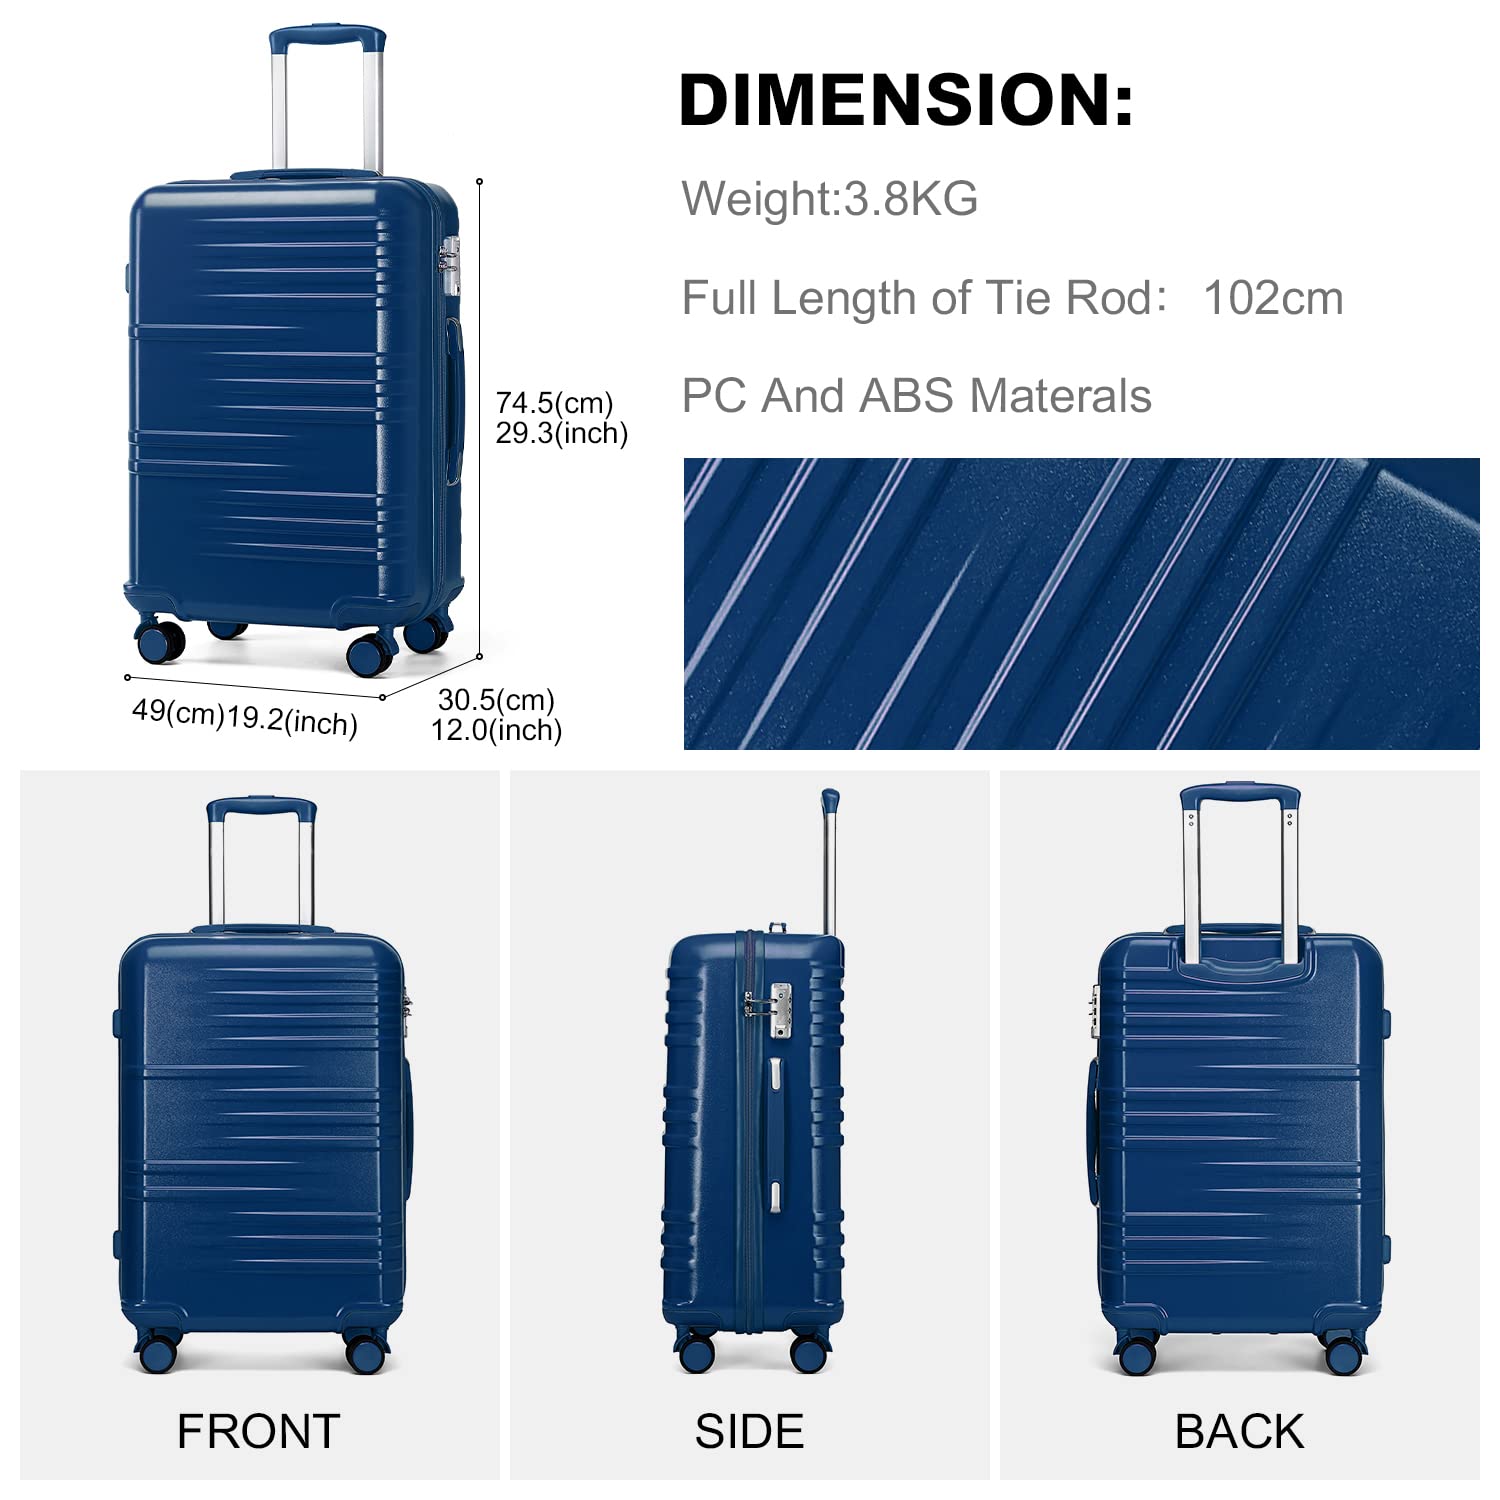 DIMENSION:
Weight:3.8KG
Full Length of Tie Rod： 102cm
PC And ABS Materals
74.5(cm)
29.3(inch)
49(cm)19.2(inch)
30.5(cm)
12.0(inch)
FRONT
SIDE
BACK